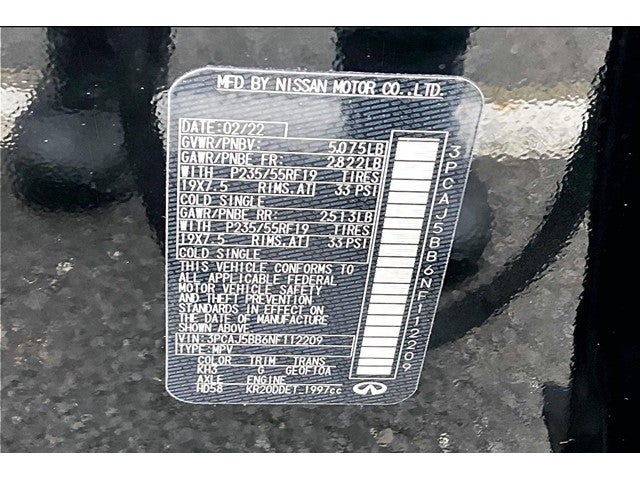 MFD BY NISSAN MOTOR CO.,LTD.
DATE: 02/22
GVWR/PNBV: 5,075LB
GAWR/PNBE FR: 2822LB
WITH P235/55RF19 TIRES
19X7.5 RIMS.AT 33 PSI
COLD SINGLE
GAWR/PNBE RR: 2513LB
WITH P235/55RF19 TIRES
19X7.5 RIMS.AT 33 PSI
COLD SINGLE
THIS VEHICLE CONFORMS TO
ALL APPLICABLE FEDERAL
MOTOR VEHICLE SAFETY
AND THEFT PREVENTION
STANDARDS IN EFFECT ON
THE DATE OF MANUFACTURE
SHOWN ABOVE
VIN: 3PCAJ5BB6NF112209
TYPE: MPV
COLOR TRIM TRANS
KH3 G GE0F10A
AXLE ENGINE
HD58 KR20DDET 1997cc
3PCAJ5BB6NF112209